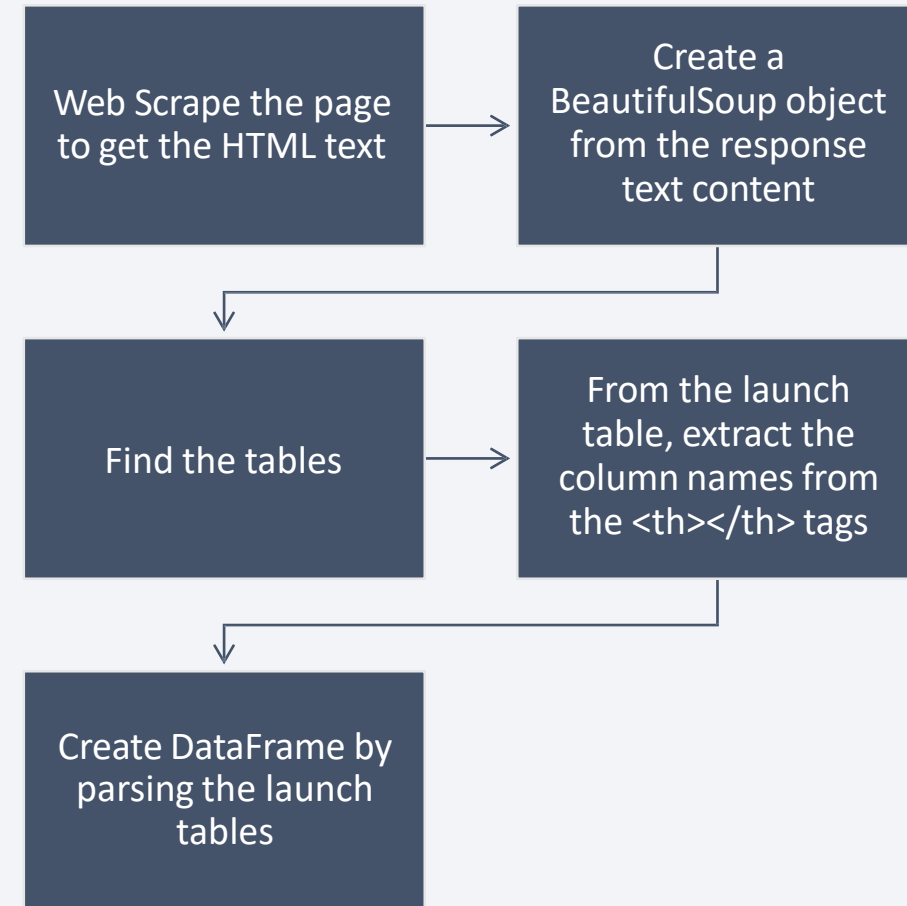 Web Scrape the page
to get the HTML text
Create a
BeautifulSoup object
from the response
text content
Find the tables
From the launch
table, extract the
column names from
the <th></th> tags
Create DataFrame by
parsing the launch
tables